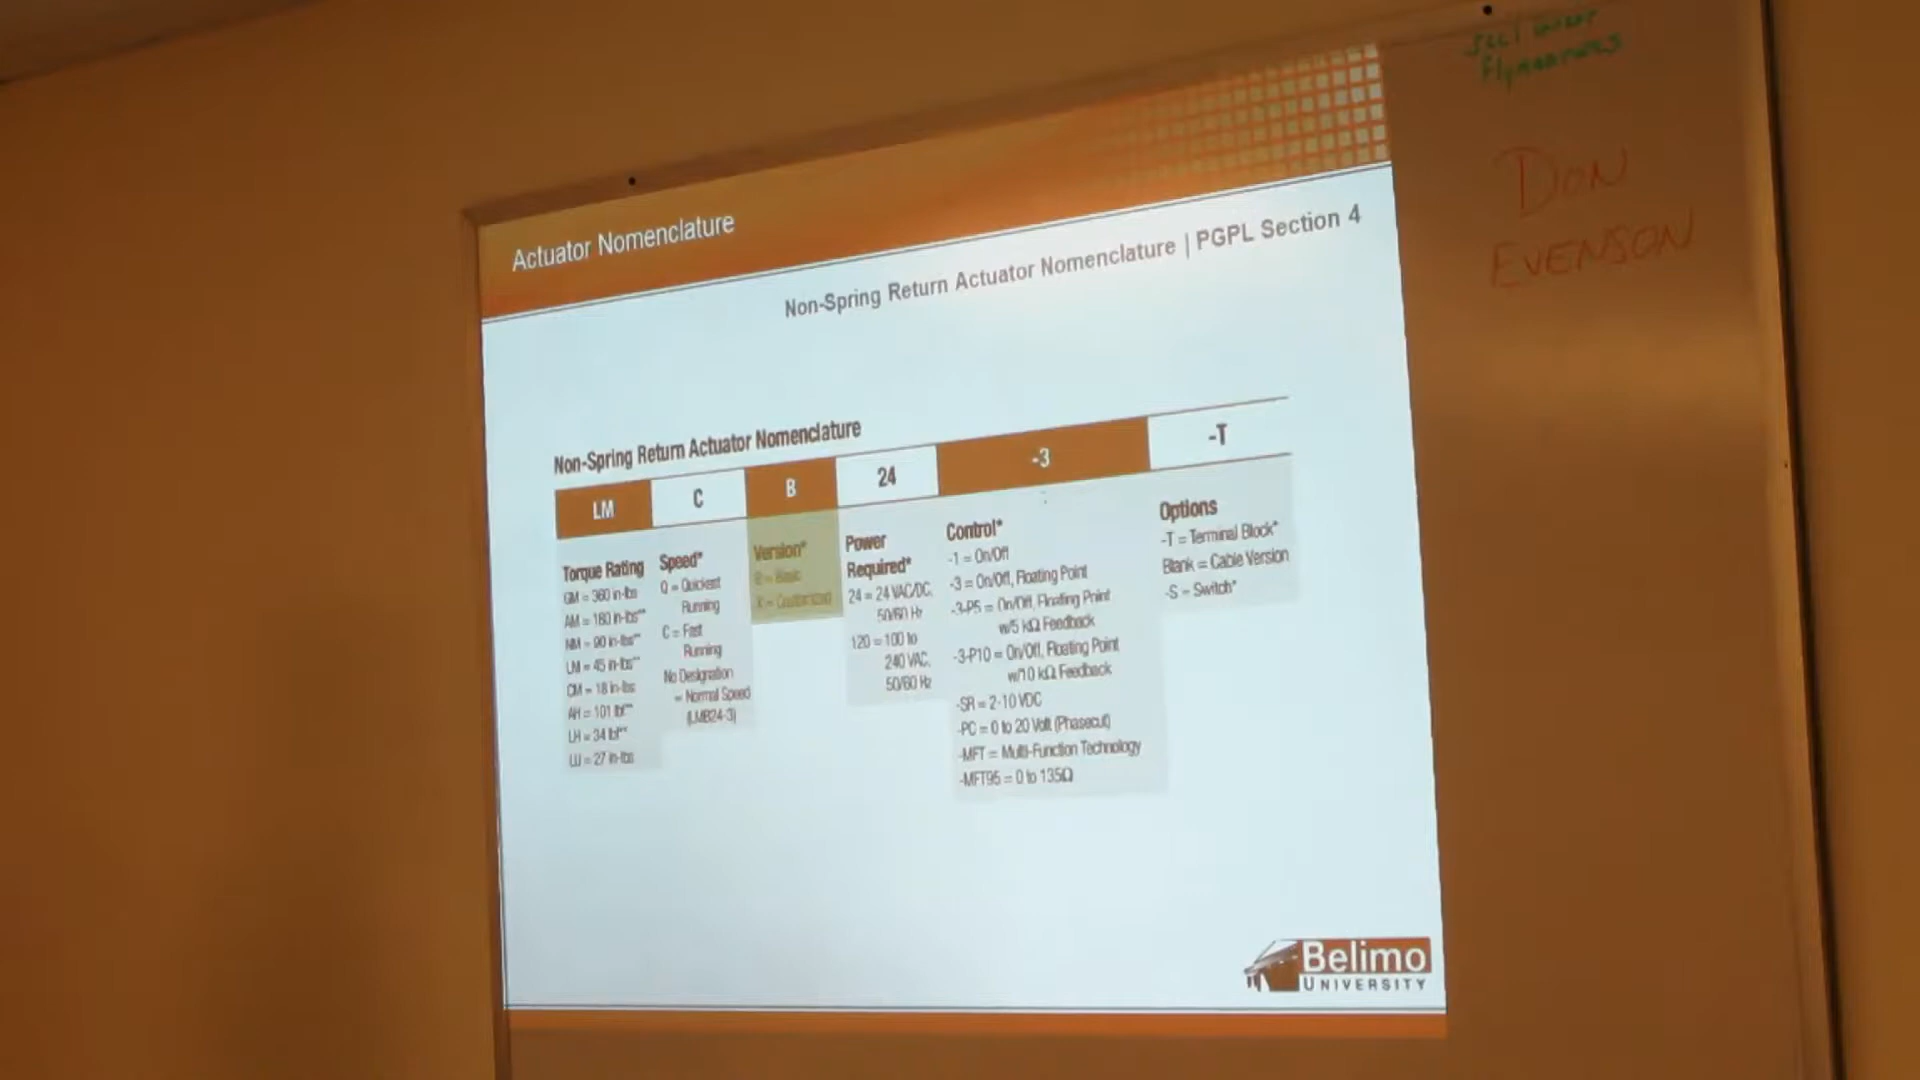 Actuator Nomenclature
Non-Spring Return Actuator Nomenclature | PGPL Section 4
Non-Spring Return Actuator Nomenclature
LM C B 24 -3 -T
Torque Rating
GM = 360 in-lbs
AM = 180 in-lbs**
NM = 90 in-lbs**
LM = 45 in-lbs**
CM = 18 in-lbs
AH = 101 lbf**
LH = 34 lbf**
LU = 27 in-lbs
Speed*
Q = Quickest
Running
C = Fast
Running
No Designation
= Normal Speed
(LMB24-3)
Version*
B = Basic
X = Customized
Power
Required*
24 = 24 VAC/DC,
50/60 Hz
120 = 100 to
240 VAC,
50/60 Hz
Control*
-1 = On/Off
-3 = On/Off, Floating Point
-3-P5 = On/Off, Floating Point
w/5 kΩ Feedback
-3-P10 = On/Off, Floating Point
w/10 kΩ Feedback
-SR = 2-10 VDC
-PC = 0 to 20 Volt (Phasecut)
-MFT = Multi-Function Technology
-MFT95 = 0 to 135Ω
Options
-T = Terminal Block*
Blank = Cable Version
-S = Switch*
Belimo
UNIVERSITY
DON
EVENSON